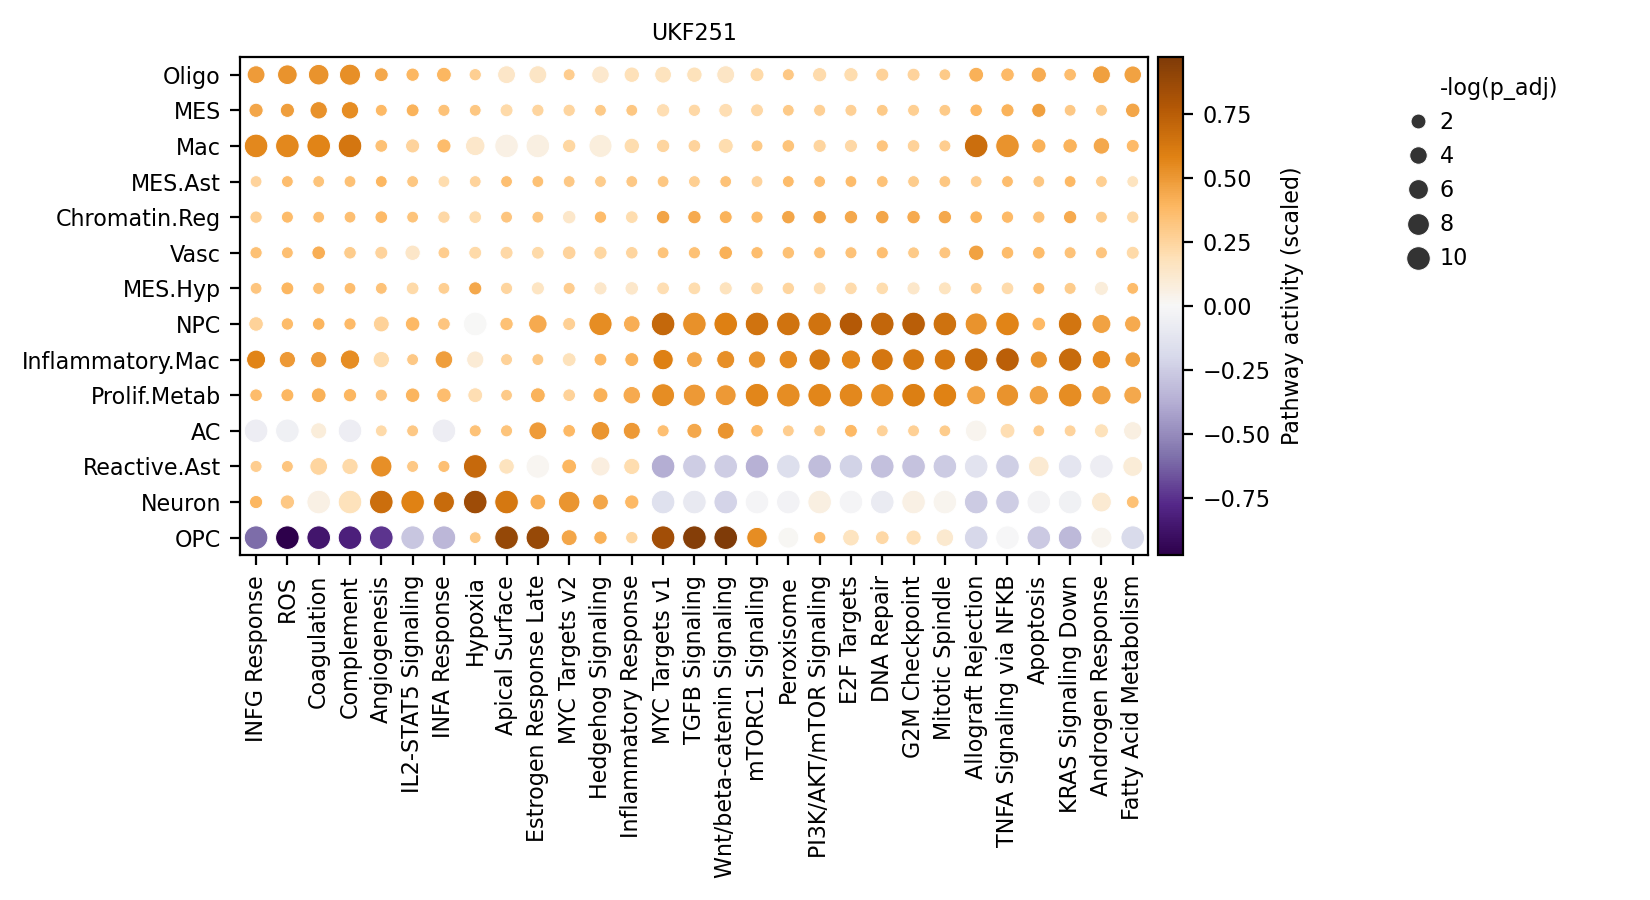 UKF251
Oligo
MES
Mac
MES.Ast
Chromatin.Reg
Vasc
MES.Hyp
NPC
Inflammatory.Mac
Prolif.Metab
AC
Reactive.Ast
Neuron
OPC
INFG Response
ROS
Coagulation
Complement
Angiogenesis
IL2-STAT5 Signaling
INFA Response
Hypoxia
Apical Surface
Estrogen Response Late
MYC Targets v2
Hedgehog Signaling
Inflammatory Response
MYC Targets v1
TGFB Signaling
Wnt/beta-catenin Signaling
mTORC1 Signaling
Peroxisome
PI3K/AKT/mTOR Signaling
E2F Targets
DNA Repair
G2M Checkpoint
Mitotic Spindle
Allograft Rejection
TNFA Signaling via NFKB
Apoptosis
KRAS Signaling Down
Androgen Response
Fatty Acid Metabolism
0.75
0.50
0.25
0.00
−0.25
−0.50
−0.75
Pathway activity (scaled)
-log(p_adj)
2
4
6
8
10